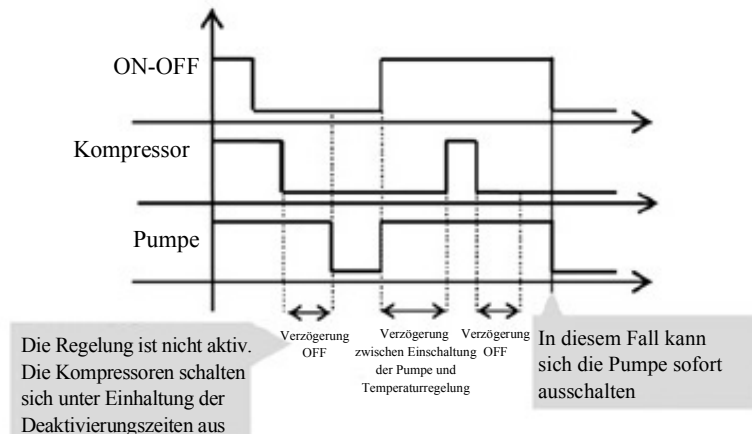 ON-OFF
Kompressor
Pumpe
Verzögerung
OFF
Verzögerung
zwischen Einschaltung
der Pumpe und
Temperaturregelung
Verzögerung
OFF
Die Regelung ist nicht aktiv.
Die Kompressoren schalten
sich unter Einhaltung der
Deaktivierungszeiten aus
In diesem Fall kann
sich die Pumpe sofort
ausschalten